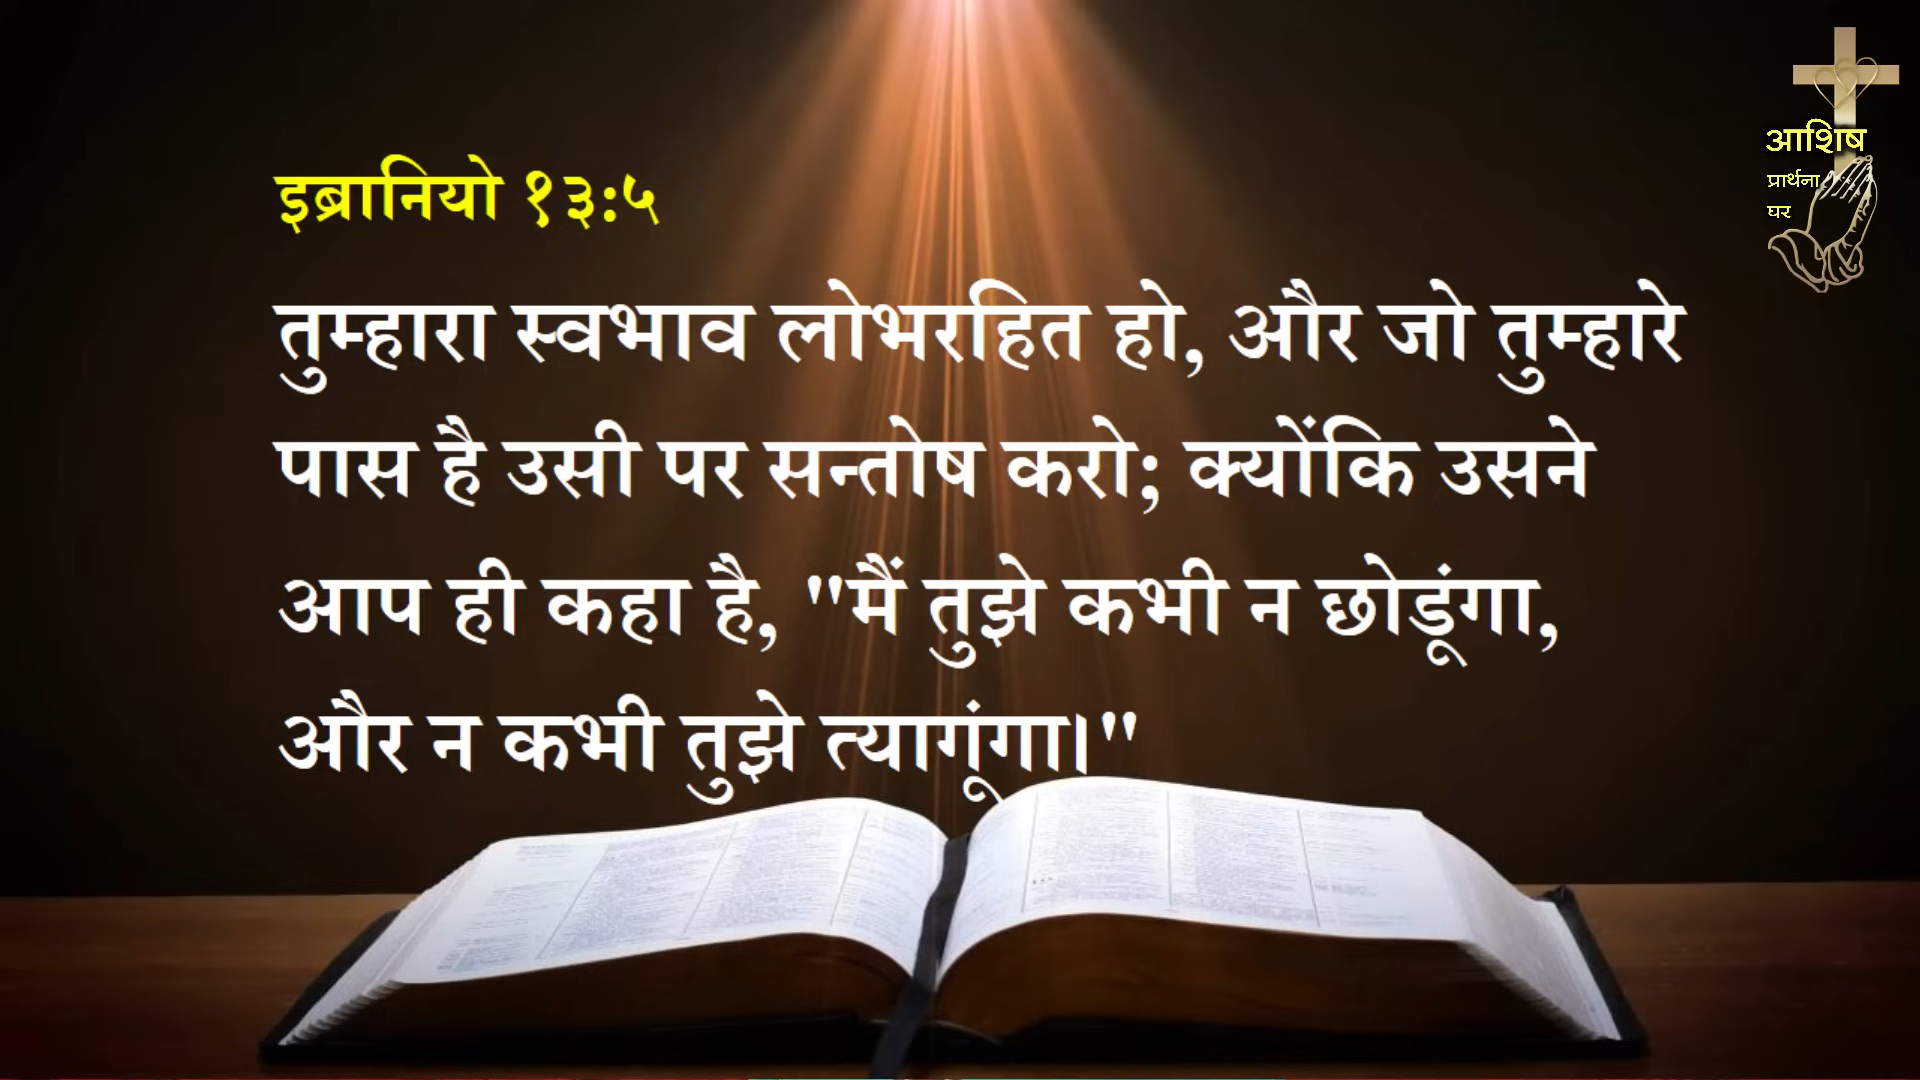 इब्रानियो १३:५
तुम्हारा स्वभाव लोभरहित हो, और जो तुम्हारे
पास है उसी पर सन्तोष करो; क्योंकि उसने
आप ही कहा है, "मैं तुझे कभी न छोडूंगा,
और न कभी तुझे त्यागूंगा।"
आशिष
प्रार्थना
घर